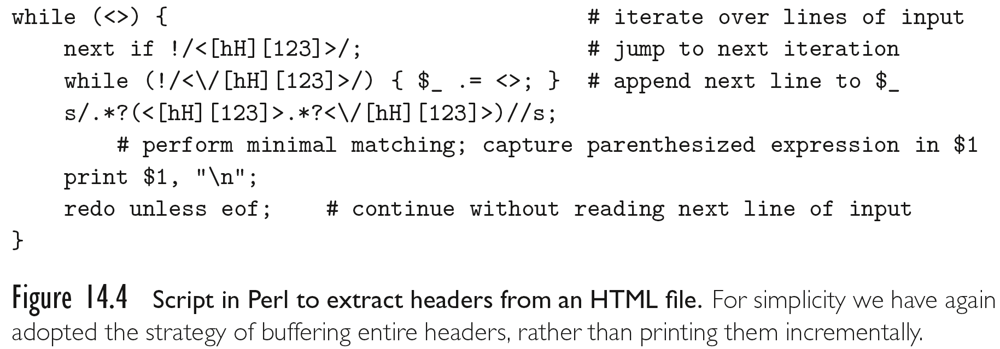 while (<>) { # iterate over lines of input
next if !/<[hH][123]>/; # jump to next iteration
while (!/<\/[hH][123]>/) { $_ .= <>; } # append next line to $_
s/.*?(<[hH][123]>.*?<\/[hH][123]>)//s;
# perform minimal matching; capture parenthesized expression in $1
print $1, "\n";
redo unless eof; # continue without reading next line of input
}
Figure 14.4 Script in Perl to extract headers from an HTML file. For simplicity we have again
adopted the strategy of buffering entire headers, rather than printing them incrementally.